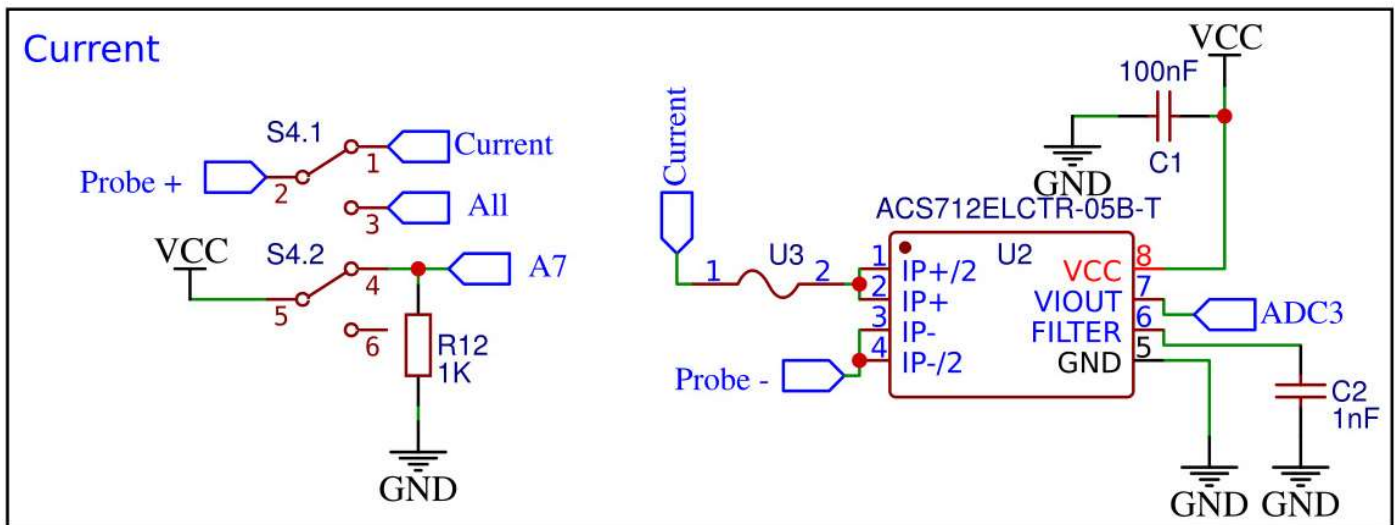 Current
VCC
100nF
C1
GND
S4.1
1
Current
Probe +
2
3
All
VCC
S4.2
4
A7
5
6
R12
1K
GND
Current
ACS712ELCTR-05B-T
1
U3
2
1
IP+/2
U2
VCC
8
2
IP+
VIOUT
7
ADC3
3
IP-
FILTER
6
4
IP-/2
GND
5
Probe -
C2
1nF
GND
GND